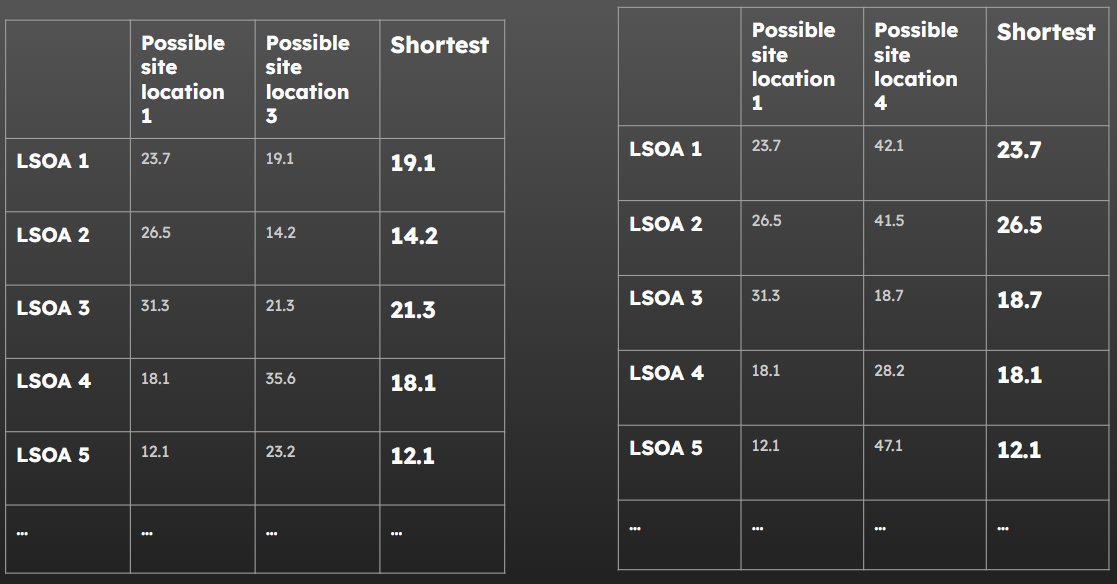 Possible site location 1 Possible site location 3 Shortest
LSOA 1 23.7 19.1 19.1
LSOA 2 26.5 14.2 14.2
LSOA 3 31.3 21.3 21.3
LSOA 4 18.1 35.6 18.1
LSOA 5 12.1 23.2 12.1
... ... ... ...
Possible site location 1 Possible site location 4 Shortest
LSOA 1 23.7 42.1 23.7
LSOA 2 26.5 41.5 26.5
LSOA 3 31.3 18.7 18.7
LSOA 4 18.1 28.2 18.1
LSOA 5 12.1 47.1 12.1
... ... ... ...